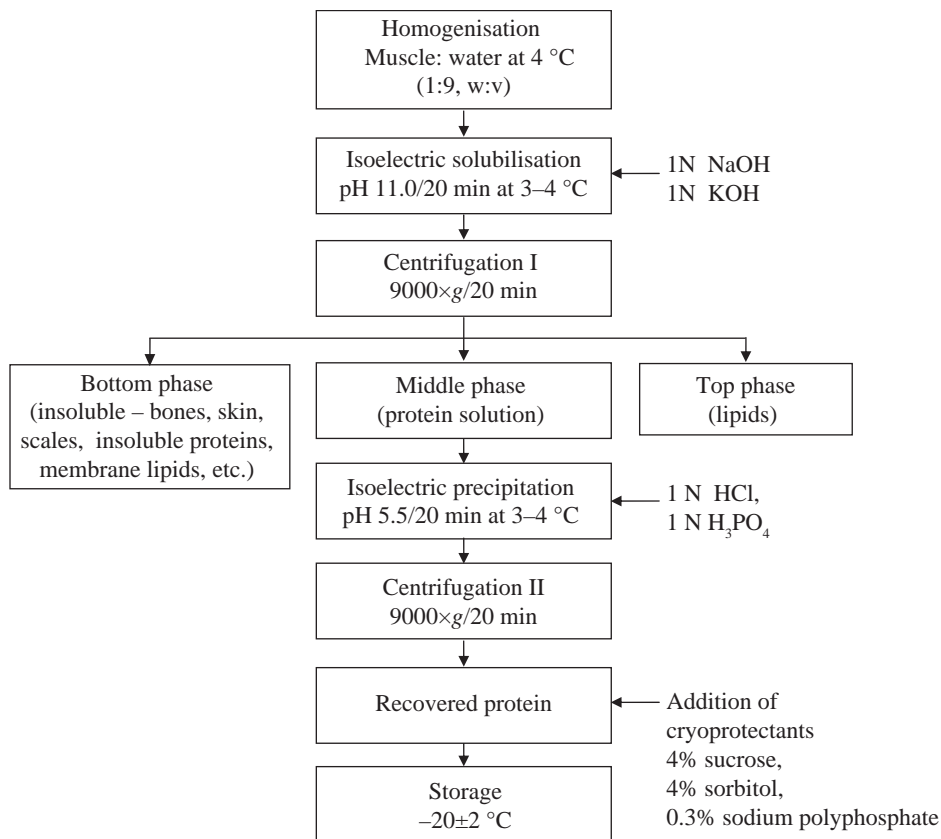 Homogenisation
Muscle: water at 4 °C
(1:9, w:v)
Isoelectric solubilisation
pH 11.0/20 min at 3–4 °C
1N NaOH
1N KOH
Centrifugation I
9000×g/20 min
Bottom phase
(insoluble – bones, skin,
scales, insoluble proteins,
membrane lipids, etc.)
Middle phase
(protein solution)
Top phase
(lipids)
Isoelectric precipitation
pH 5.5/20 min at 3–4 °C
1 N HCl,
1 N H₃PO₄
Centrifugation II
9000×g/20 min
Recovered protein
Addition of
cryoprotectants
4% sucrose,
4% sorbitol,
0.3% sodium polyphosphate
Storage
–20±2 °C